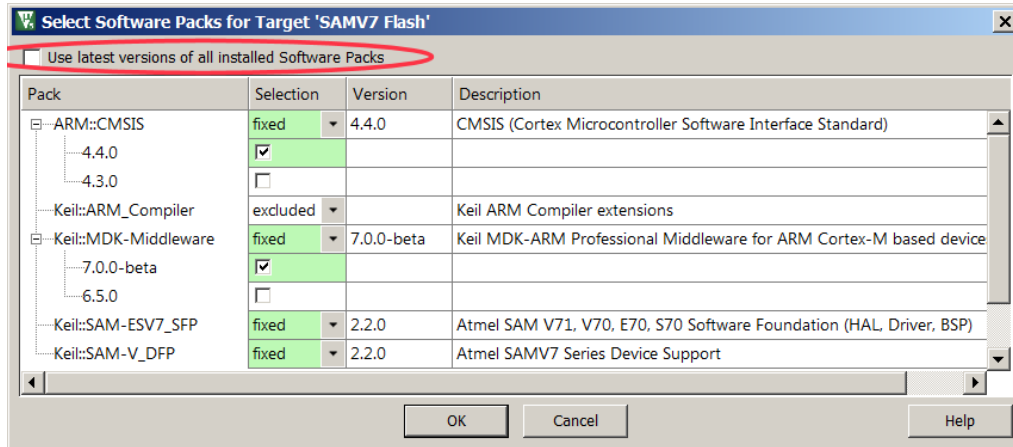 Select Software Packs for Target 'SAMV7 Flash'
Use latest versions of all installed Software Packs
Pack Selection Version Description
ARM::CMSIS fixed 4.4.0 CMSIS (Cortex Microcontroller Software Interface Standard)
4.4.0
4.3.0
Keil::ARM_Compiler excluded Keil ARM Compiler extensions
Keil::MDK-Middleware fixed 7.0.0-beta Keil MDK-ARM Professional Middleware for ARM Cortex-M based device
7.0.0-beta
6.5.0
Keil::SAM-ESV7_SFP fixed 2.2.0 Atmel SAM V71, V70, E70, S70 Software Foundation (HAL, Driver, BSP)
Keil::SAM-V_DFP fixed 2.2.0 Atmel SAMV7 Series Device Support
OK Cancel Help